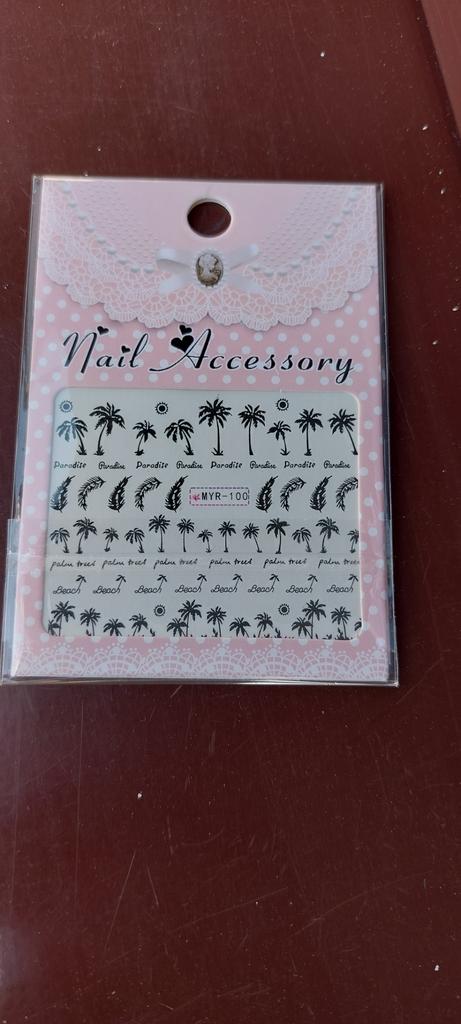 Nail Accessory
Paradise Paradise Paradise Paradise Paradise Paradise Paradise Paradise
MYR-100
palm trees palm trees palm trees palm trees palm trees palm tree
Beach Beach Beach Beach Beach Beach Beach Beach